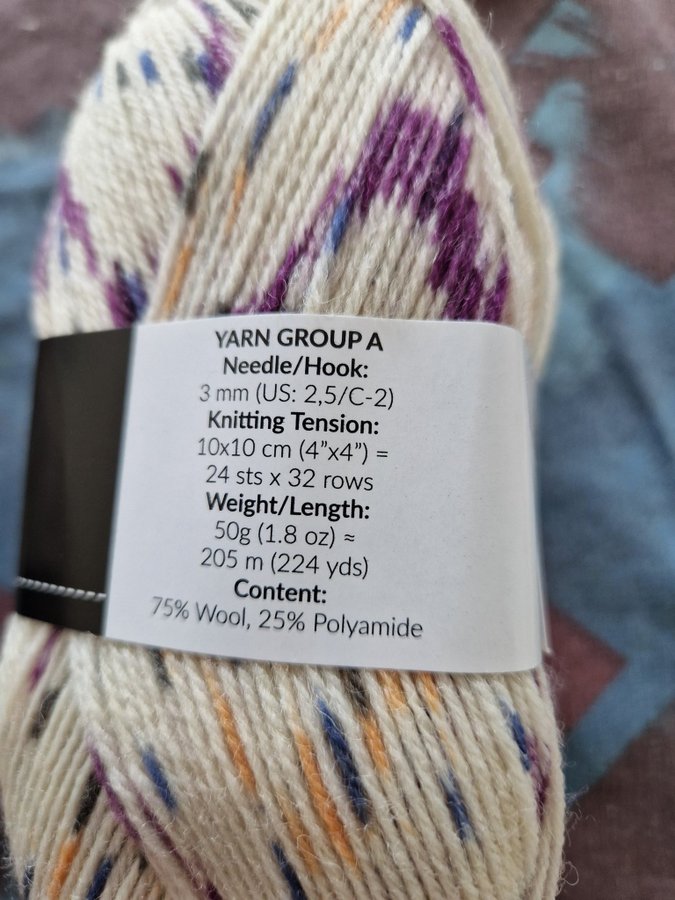 YARN GROUP A
Needle/Hook:
3 mm (US: 2,5/C-2)
Knitting Tension:
10x10 cm (4”x4”) =
24 sts x 32 rows
Weight/Length:
50g (1.8 oz) ≈
205 m (224 yds)
Content:
75% Wool, 25% Polyamide